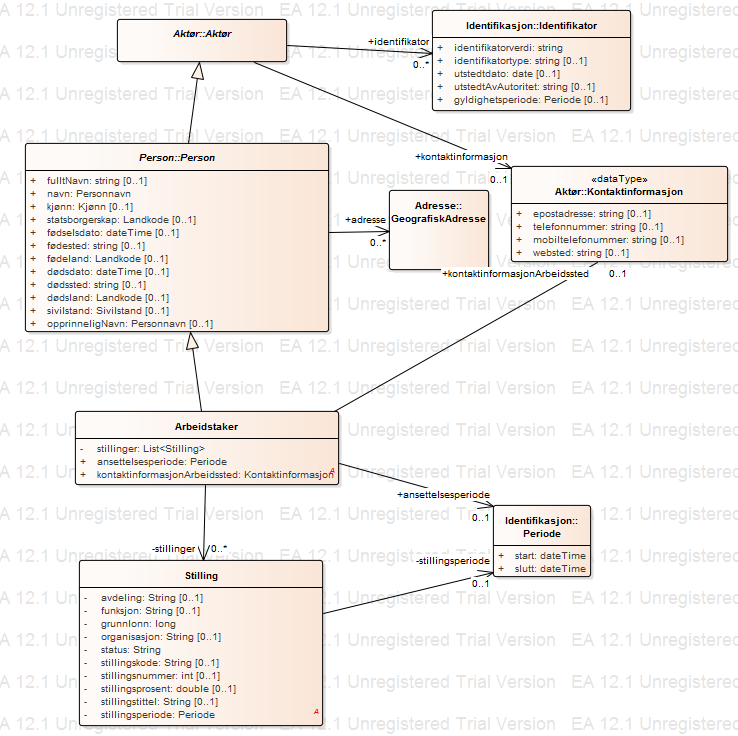 EA 12.1 Unregistered Trial Version
Aktør::Aktør
+identifikator
0..*
Identifikasjon::Identifikator
+ identifikatorverdi: string
+ identifikatortype: string [0..1]
+ utstedtdato: date [0..1]
+ utstedtAvAutoritet: string [0..1]
+ gyldighetsperiode: Periode [0..1]
+kontaktinformasjon
0..1
Person::Person
+ fulltNavn: string [0..1]
+ navn: Personnavn
+ kjønn: Kjønn [0..1]
+ statsborgerskap: Landkode [0..1]
+ fødselsdato: dateTime [0..1]
+ fødested: string [0..1]
+ fødeland: Landkode [0..1]
+ dødsdato: dateTime [0..1]
+ dødssted: string [0..1]
+ dødsland: Landkode [0..1]
+ sivilstand: Sivilstand [0..1]
+ opprinneligNavn: Personnavn [0..1]
+adresse
0..*
Adresse::
GeografiskAdresse
«dataType»
Aktør::Kontaktinformasjon
+ epostadresse: string [0..1]
+ telefonnummer: string [0..1]
+ mobiltelefonummer: string [0..1]
+ websted: string [0..1]
+kontaktinformasjonArbeidssted
0..1
Arbeidstaker
- stillinger: List<Stilling>
+ ansettelsesperiode: Periode
+ kontaktinformasjonArbeidssted: Kontaktinformasjon
A
+ansettelsesperiode
0..1
Identifikasjon::
Periode
+ start: dateTime
+ slutt: dateTime
-stillinger
0..*
-stillingsperiode
0..1
Stilling
- avdeling: String [0..1]
- funksjon: String [0..1]
- grunnlonn: long
- organisasjon: String [0..1]
- status: String
- stillingskode: String [0..1]
- stillingsnummer: int [0..1]
- stillingsprosent: double [0..1]
- stillingstittel: String [0..1]
- stillingsperiode: Periode
A